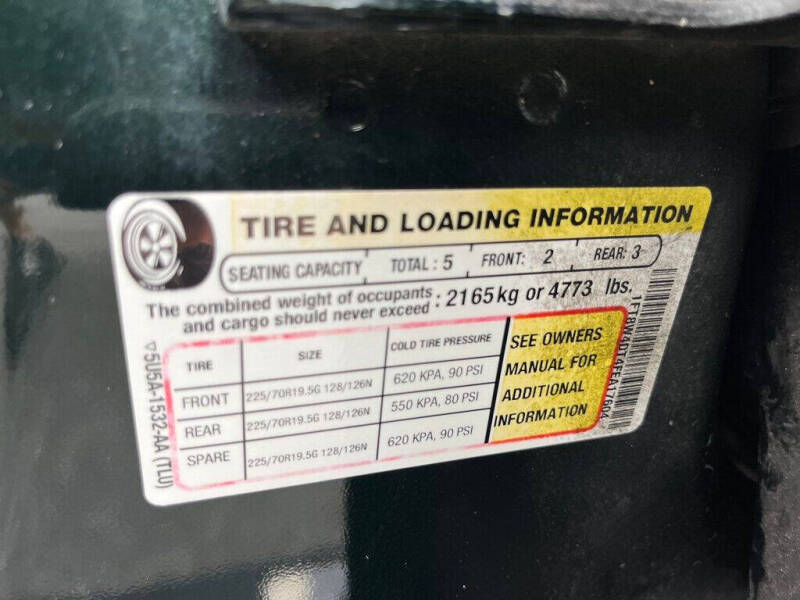 TIRE AND LOADING INFORMATION
SEATING CAPACITY TOTAL: 5 FRONT: 2 REAR: 3
The combined weight of occupants and cargo should never exceed : 2165kg or 4773 lbs.
TIRE SIZE COLD TIRE PRESSURE
FRONT 225/70R19.5G 128/126N 620 KPA, 90 PSI
REAR 225/70R19.5G 128/126N 550 KPA, 80 PSI
SPARE 225/70R19.5G 128/126N 620 KPA, 90 PSI
SEE OWNERS
MANUAL FOR
ADDITIONAL
INFORMATION
5U5A-1532-AA (TLU)
1FT8W4DT4FEA17604